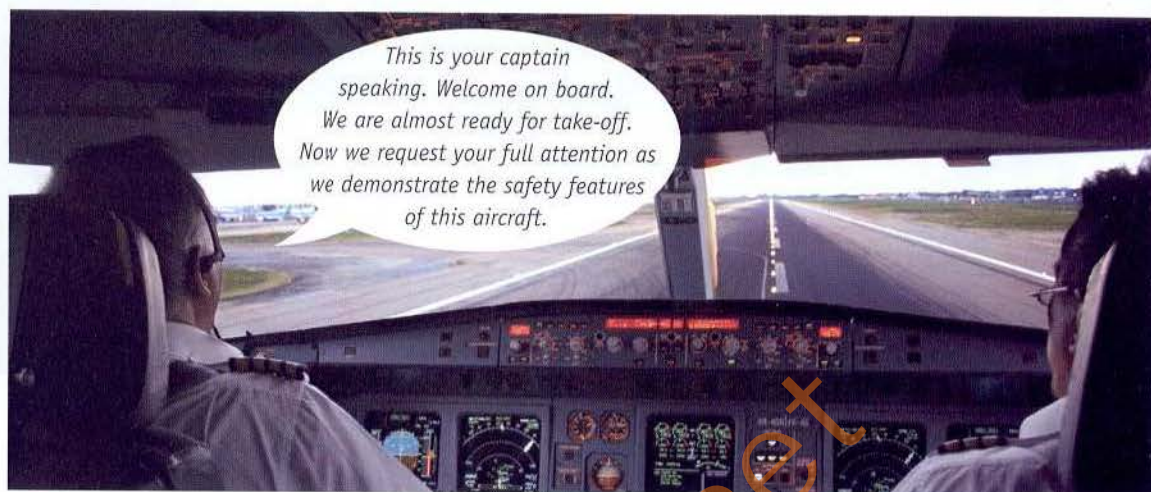 This is your captain
speaking. Welcome on board.
We are almost ready for take-off.
Now we request your full attention as
we demonstrate the safety features
of this aircraft.
et